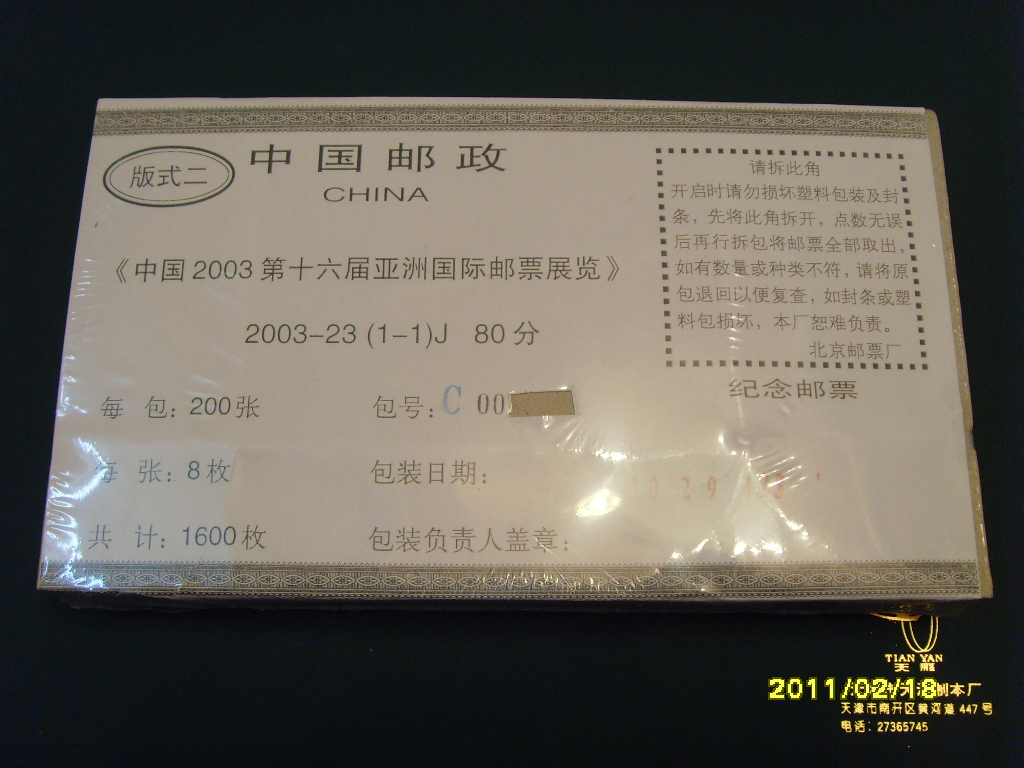 版式二
中国邮政
CHINA
《中国2003第十六届亚洲国际邮票展览》
2003-23 (1-1)J 80分
每 包: 200张
包号: C 00
每 张: 8枚
包装日期:
共 计: 1600枚
包装负责人盖章:
请拆此角
开启时请勿损坏塑料包装及封
条, 先将此角拆开, 点数无误
后再行拆包将邮票全部取出,
如有数量或种类不符, 请将原
包退回以便复查, 如封条或塑
料包损坏, 本厂恕难负责。
北京邮票厂
纪念邮票
TIAN YAN
天雁
2011/02/18
制本厂
天津市南开区黄河道 447 号
电话: 27365745